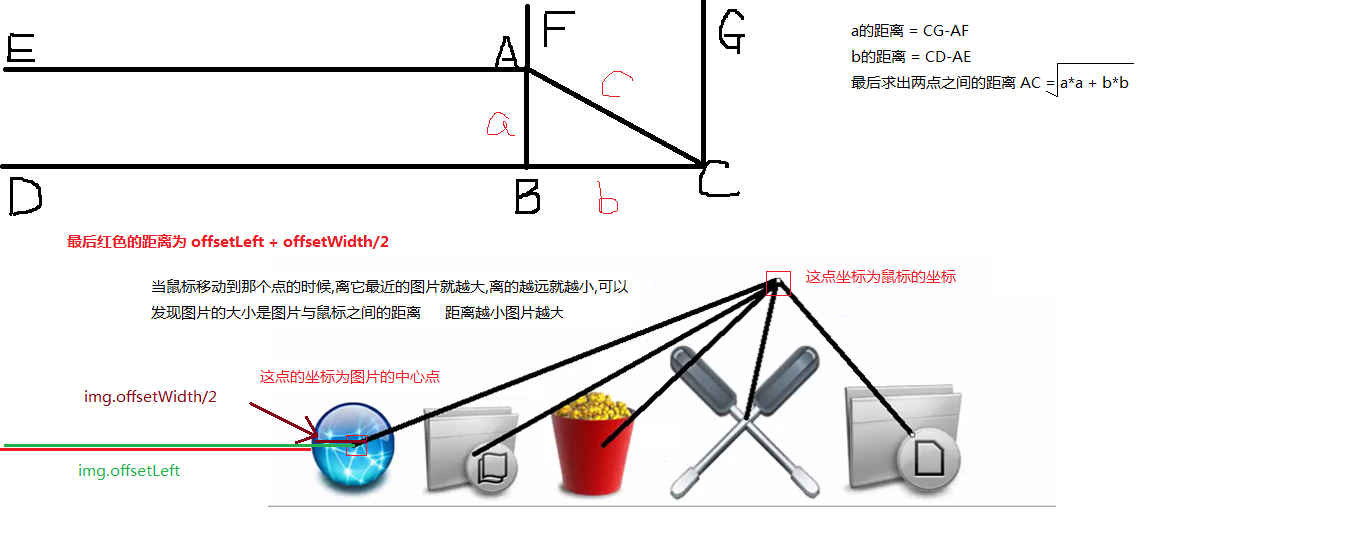 E
A
F
G
c
a
D
B
b
C
a的距离 = CG-AF
b的距离 = CD-AE
最后求出两点之间的距离 AC = √a*a + b*b
最后红色的距离为 offsetLeft + offsetWidth/2
当鼠标移动到那个点的时候,离它最近的图片就越大,离的越远就越小,可以
发现图片的大小是图片与鼠标之间的距离 距离越小图片越大
这点坐标为鼠标的坐标
这点的坐标为图片的中心点
img.offsetWidth/2
img.offsetLeft